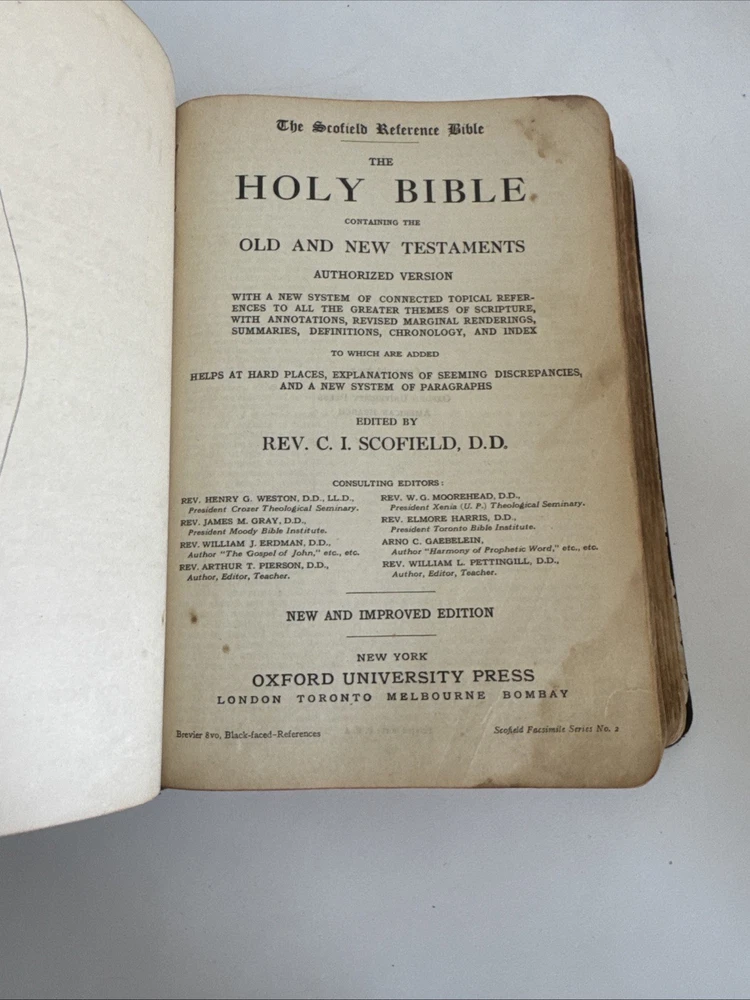 The Scofield Reference Bible
THE
HOLY BIBLE
CONTAINING THE
OLD AND NEW TESTAMENTS
AUTHORIZED VERSION
WITH A NEW SYSTEM OF CONNECTED TOPICAL REFER-
ENCES TO ALL THE GREATER THEMES OF SCRIPTURE,
WITH ANNOTATIONS, REVISED MARGINAL RENDERINGS,
SUMMARIES, DEFINITIONS, CHRONOLOGY, AND INDEX
TO WHICH ARE ADDED
HELPS AT HARD PLACES, EXPLANATIONS OF SEEMING DISCREPANCIES,
AND A NEW SYSTEM OF PARAGRAPHS
EDITED BY
REV. C. I. SCOFIELD, D.D.
CONSULTING EDITORS:
REV. HENRY G. WESTON, D.D., LL.D.,
President Crozer Theological Seminary.
REV. JAMES M. GRAY, D.D.,
President Moody Bible Institute.
REV. WILLIAM J. ERDMAN, D.D.,
Author "The Gospel of John," etc., etc.
REV. ARTHUR T. PIERSON, D.D.,
Author, Editor, Teacher.
REV. W. G. MOOREHEAD, D.D.,
President Xenia (U. P.) Theological Seminary.
REV. ELMORE HARRIS, D.D.,
President Toronto Bible Institute.
ARNO C. GAEBELEIN,
Author "Harmony of Prophetic Word," etc., etc.
REV. WILLIAM L. PETTINGILL, D.D.,
Author, Editor, Teacher.
NEW AND IMPROVED EDITION
NEW YORK
OXFORD UNIVERSITY PRESS
LONDON TORONTO MELBOURNE BOMBAY
Brevier 8vo, Black-faced-References
Scofield Facsimile Series No. 2